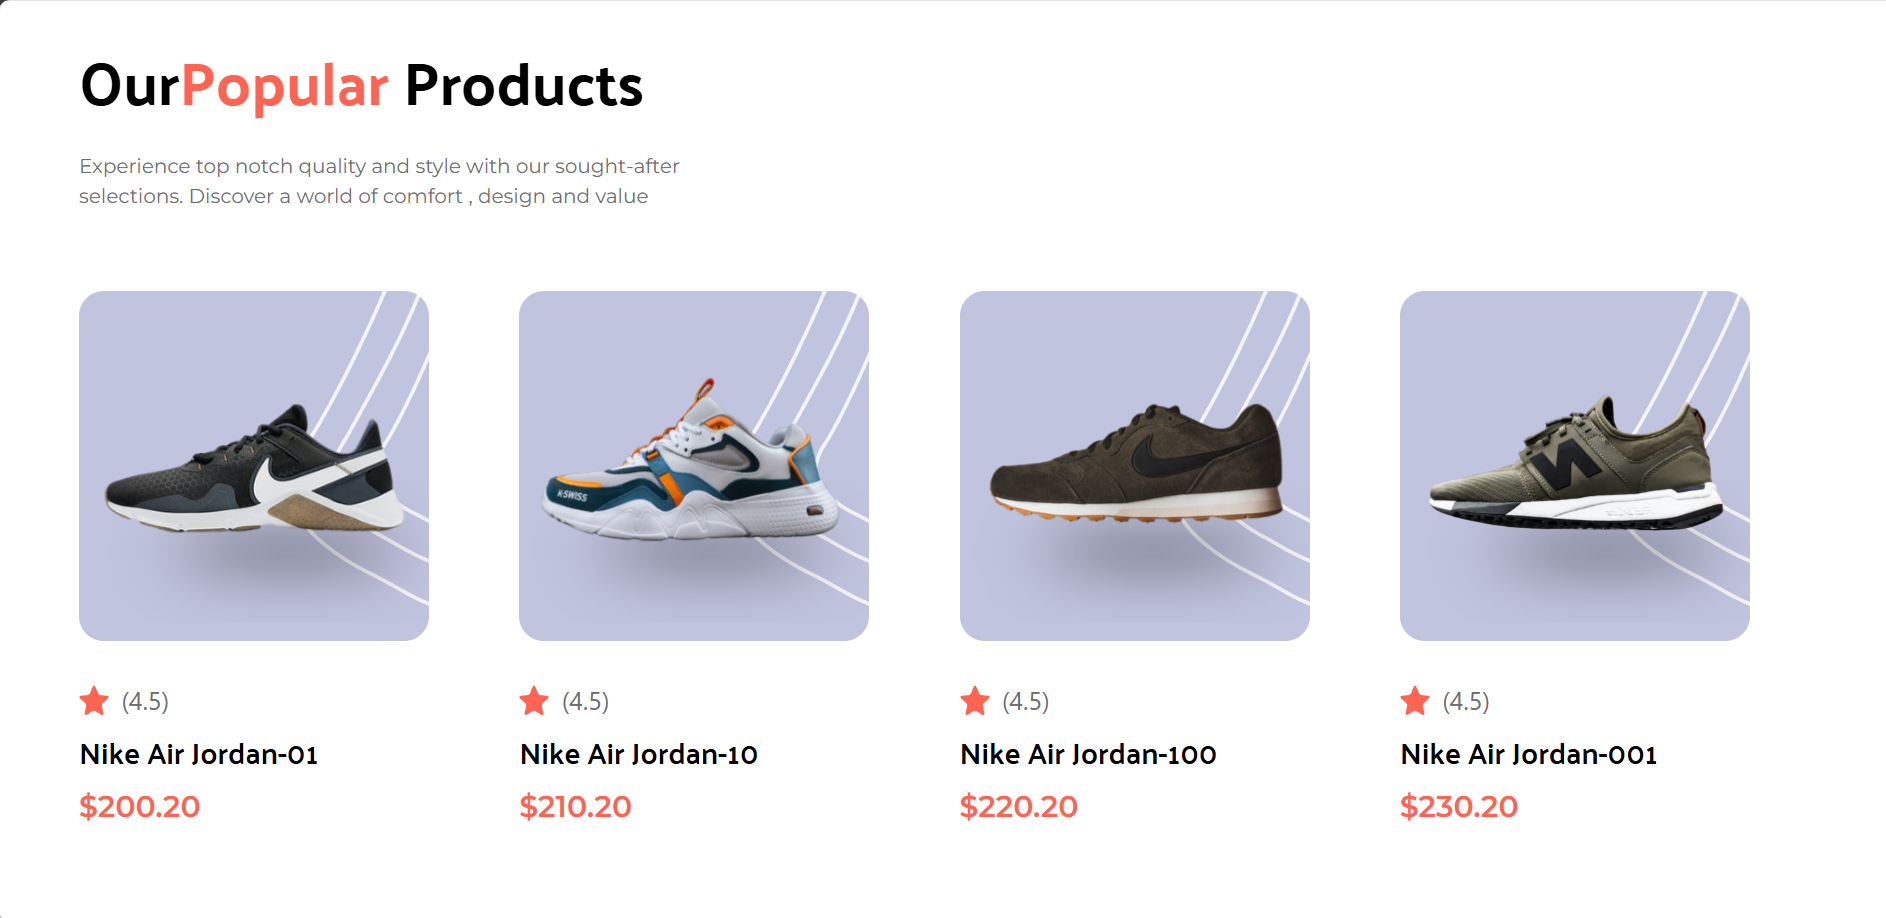 OurPopular Products
Experience top notch quality and style with our sought-after
selections. Discover a world of comfort , design and value
K·SWISS
N
(4.5)
(4.5)
(4.5)
(4.5)
Nike Air Jordan-01
Nike Air Jordan-10
Nike Air Jordan-100
Nike Air Jordan-001
$200.20
$210.20
$220.20
$230.20